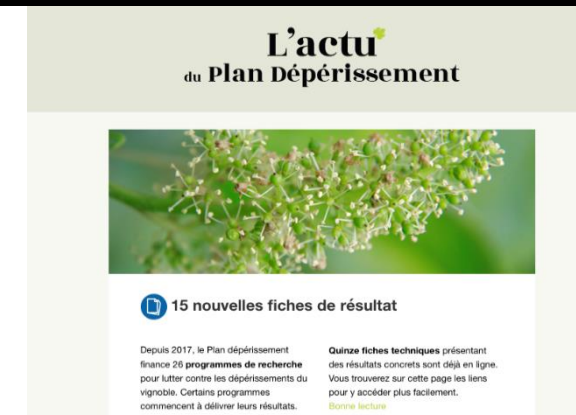 L'actu
du Plan Dépérissement
15 nouvelles fiches de résultat
Depuis 2017, le Plan dépérissement
finance 26 programmes de recherche
pour lutter contre les dépérissements du
vignoble. Certains programmes
commencent à délivrer leurs résultats.
Quinze fiches techniques présentant
des résultats concrets sont déjà en ligne.
Vous trouverez sur cette page les liens
pour y accéder plus facilement.
Bonne lecture